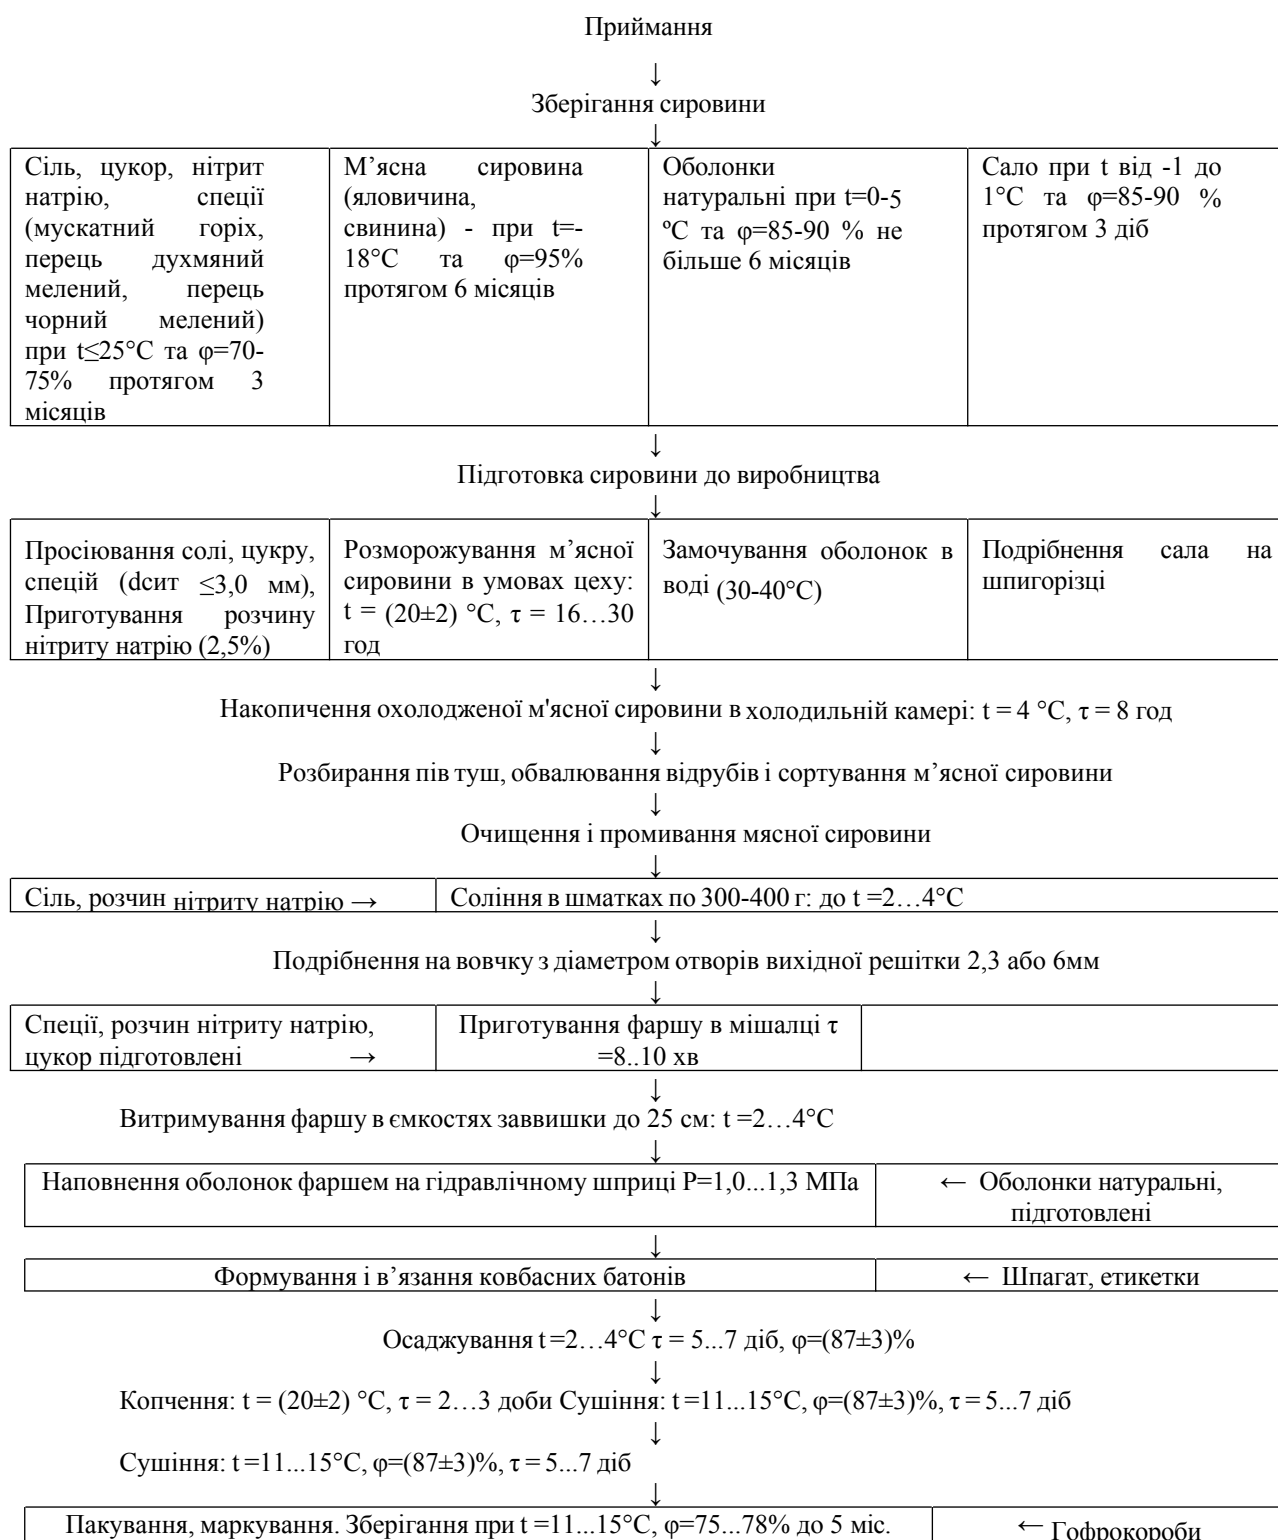 Приймання
↓
Зберігання сировини
↓
Сіль, цукор, нітрит
натрію, спеції
(мускатний горіх,
перець духмяний
мелений, перець
чорний мелений)
при t≤25°С та φ=70-
75% протягом 3
місяців
М’ясна сировина
(яловичина,
свинина) - при t=-
18°С та φ=95%
протягом 6 місяців
Оболонки
натуральні при t=0-5
ºС та φ=85-90 % не
більше 6 місяців
Сало при t від -1 до
1°С та φ=85-90 %
протягом 3 діб
↓
Підготовка сировини до виробництва
↓
Просіювання солі, цукру,
спецій (dсит ≤3,0 мм),
Приготування розчину
нітриту натрію (2,5%)
Розморожування м’ясної
сировини в умовах цеху:
t = (20±2) °С, τ = 16…30
год
Замочування оболонок в
воді (30-40°С)
Подрібнення сала на
шпигорізці
↓
Накопичення охолодженої м'ясної сировини в холодильній камері: t = 4 °С, τ = 8 год
↓
Розбирання пів туш, обвалювання відрубів і сортування м’ясної сировини
↓
Очищення і промивання мясної сировини
↓
Сіль, розчин нітриту натрію →
Соління в шматках по 300-400 г: до t =2…4°С
↓
Подрібнення на вовчку з діаметром отворів вихідної решітки 2,3 або 6мм
↓
Спеції, розчин нітриту натрію,
цукор підготовлені →
Приготування фаршу в мішалці τ
=8..10 хв
↓
Витримування фаршу в ємкостях заввишки до 25 см: t =2…4°С
↓
Наповнення оболонок фаршем на гідравлічному шприці Р=1,0...1,3 МПа
← Оболонки натуральні,
підготовлені
↓
Формування і в’язання ковбасних батонів
← Шпагат, етикетки
↓
Осаджування t =2…4°С τ = 5...7 діб, φ=(87±3)%
↓
Копчення: t = (20±2) °С, τ = 2…3 доби Сушіння: t =11...15°С, φ=(87±3)%, τ = 5...7 діб
↓
Сушіння: t =11...15°С, φ=(87±3)%, τ = 5...7 діб
↓
Пакування, маркування. Зберігання при t =11...15°С, φ=75...78% до 5 міс.
← Гофрокороби